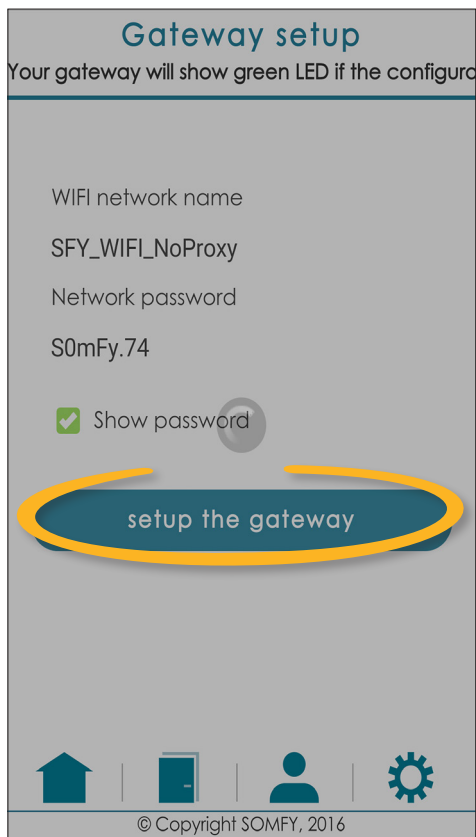 Gateway setup
Your gateway will show green LED if the configura
WIFI network name
SFY_WIFI_NoProxy
Network password
S0mFy.74
Show password
setup the gateway
© Copyright SOMFY, 2016